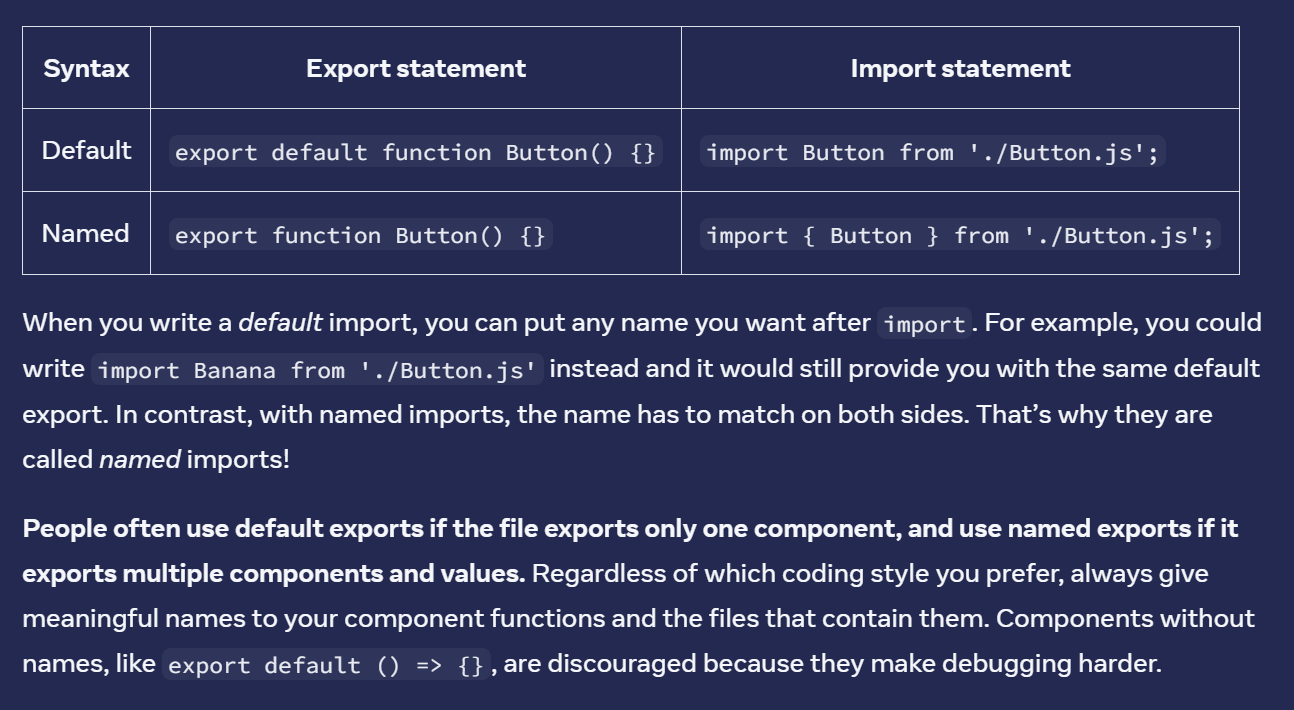 Syntax Export statement Import statement
Default export default function Button() {} import Button from './Button.js';
Named export function Button() {} import { Button } from './Button.js';
When you write a default import, you can put any name you want after import. For example, you could
write import Banana from './Button.js' instead and it would still provide you with the same default
export. In contrast, with named imports, the name has to match on both sides. That’s why they are
called named imports!
People often use default exports if the file exports only one component, and use named exports if it
exports multiple components and values. Regardless of which coding style you prefer, always give
meaningful names to your component functions and the files that contain them. Components without
names, like export default () => {}, are discouraged because they make debugging harder.